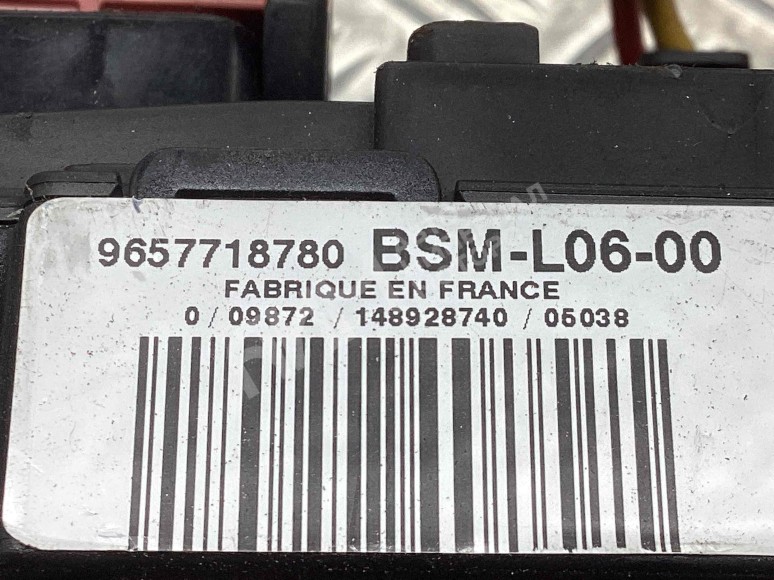 9657718780 BSM-L06-00
FABRIQUE EN FRANCE
0 / 09872 / 148928740 / 05038